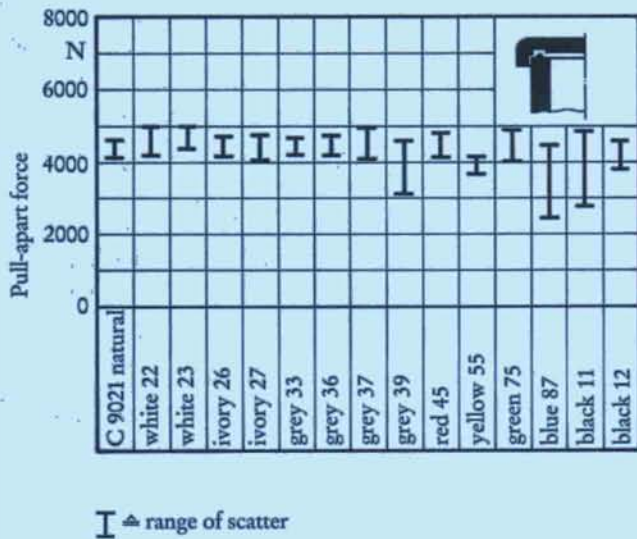 8000
N
6000
4000
2000
0
Pull-apart force
C 9021 natural
white 22
white 23
ivory 26
ivory 27
grey 33
grey 36
grey 37
grey 39
red 45
yellow 55
green 75
blue 87
black 11
black 12
≙ range of scatter